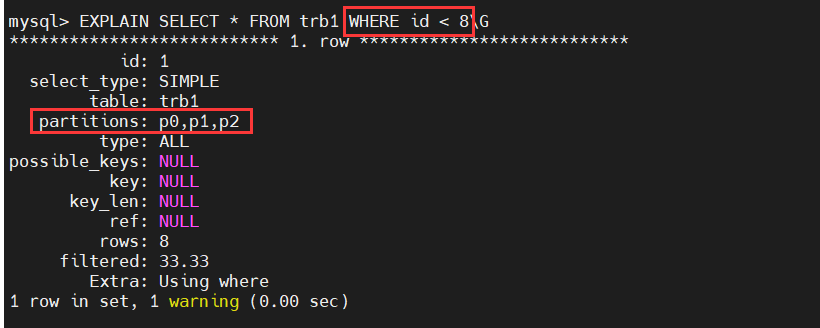 mysql> EXPLAIN SELECT * FROM trb1 WHERE id < 8\G
*************************** 1. row ***************************
id: 1
select_type: SIMPLE
table: trb1
partitions: p0,p1,p2
type: ALL
possible_keys: NULL
key: NULL
key_len: NULL
ref: NULL
rows: 8
filtered: 33.33
Extra: Using where
1 row in set, 1 warning (0.00 sec)